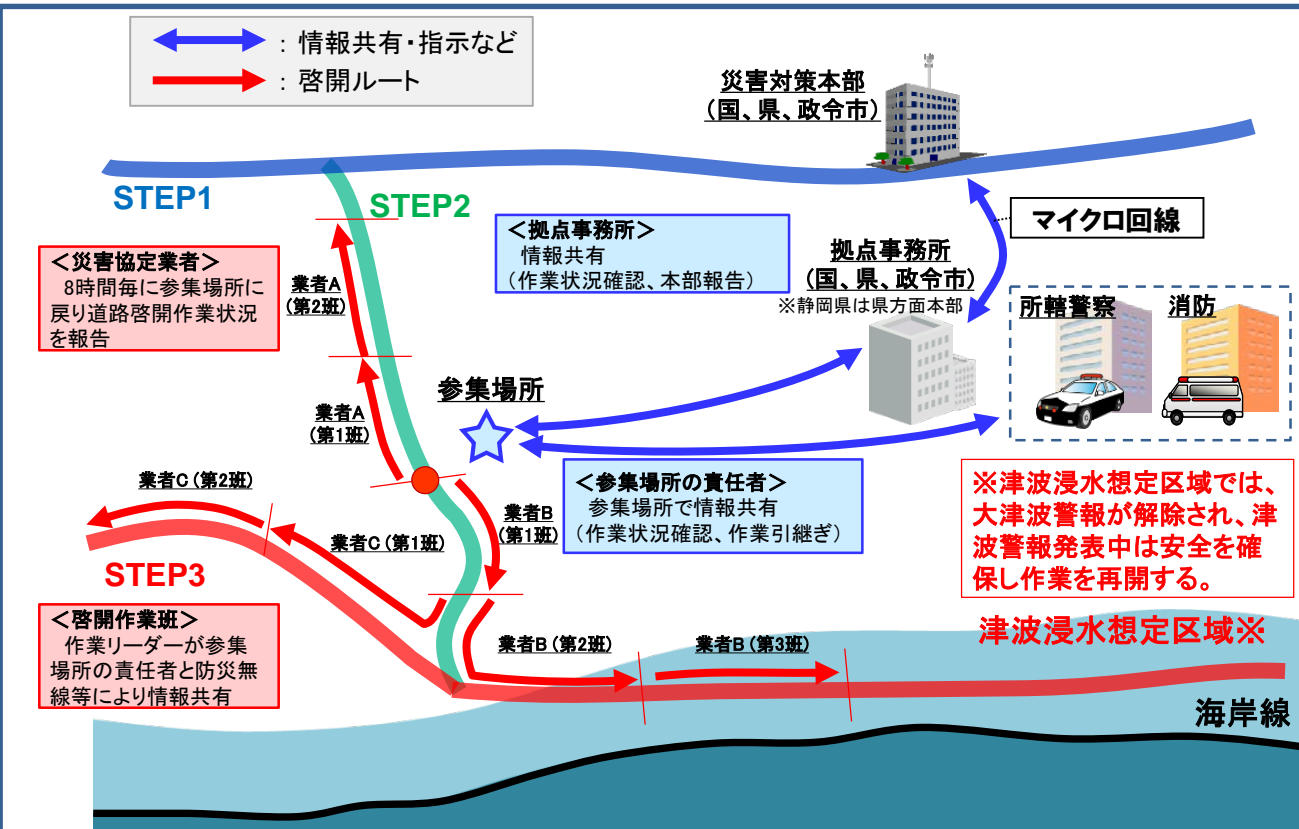 ：情報共有・指示など
：啓開ルート
災害対策本部
（国、県、政令市）
STEP1
STEP2
マイクロ回線
＜拠点事務所＞
情報共有
（作業状況確認、本部報告）
拠点事務所
（国、県、政令市）
※静岡県は県方面本部
所轄警察
消防
＜災害協定業者＞
8時間毎に参集場所に
戻り道路啓開作業状況
を報告
業者A
（第2班）
業者A
（第1班）
参集場所
＜参集場所の責任者＞
参集場所で情報共有
（作業状況確認、作業引継ぎ）
業者B
（第1班）
業者C（第2班）
業者C（第1班）
※津波浸水想定区域では、
大津波警報が解除され、津
波警報発表中は安全を確
保し作業を再開する。
STEP3
＜啓開作業班＞
作業リーダーが参集
場所の責任者と防災無
線等により情報共有
業者B（第2班）
業者B（第3班）
津波浸水想定区域※
海岸線